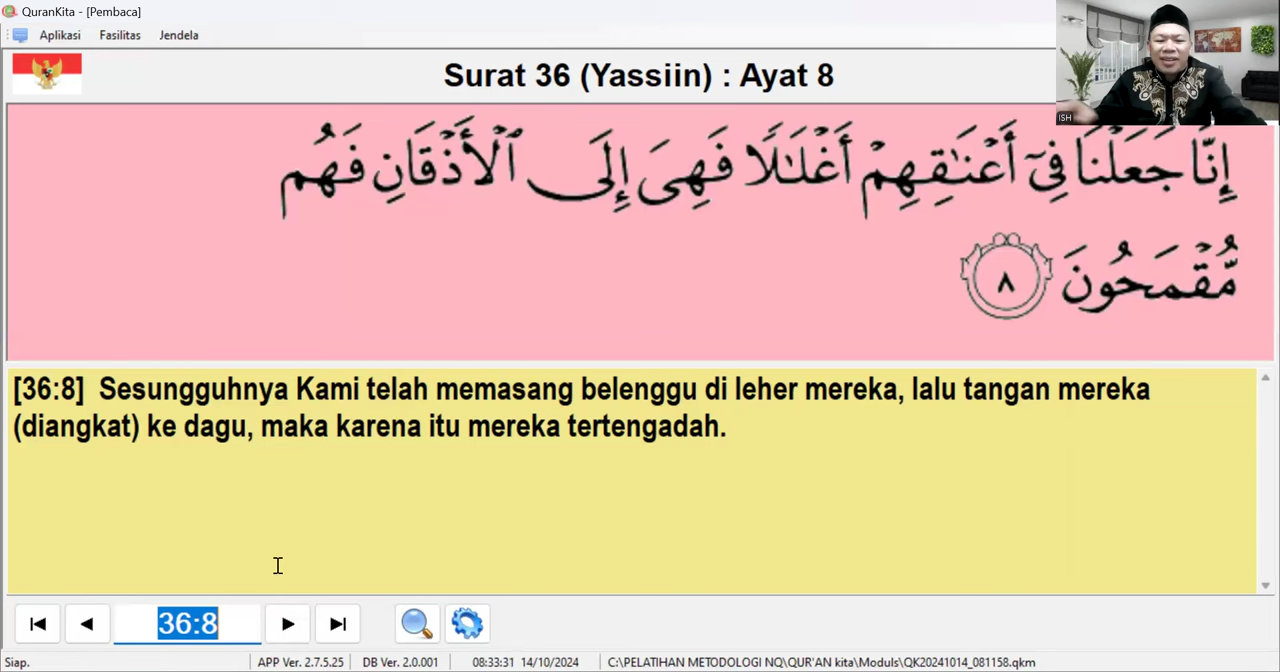 QuranKita - [Pembaca]
Aplikasi Fasilitas Jendela
Surat 36 (Yassiin) : Ayat 8
ISH
إِنَّا جَعَلْنَا فِىٓ أَعْنَـٰقِهِمْ أَغْلَـٰلًا فَهِىَ إِلَى ٱلْأَذْقَانِ فَهُم
مُّقْمَحُونَ ٨
[36:8] Sesungguhnya Kami telah memasang belenggu di leher mereka, lalu tangan mereka
(diangkat) ke dagu, maka karena itu mereka tertengadah.
36:8
Siap. APP Ver. 2.7.5.25 DB Ver. 2.0.001 08:33:31 14/10/2024 C:\PELATIHAN METODOLOGI NQ\QUR'AN kita\Moduls\QK20241014_081158.qkm